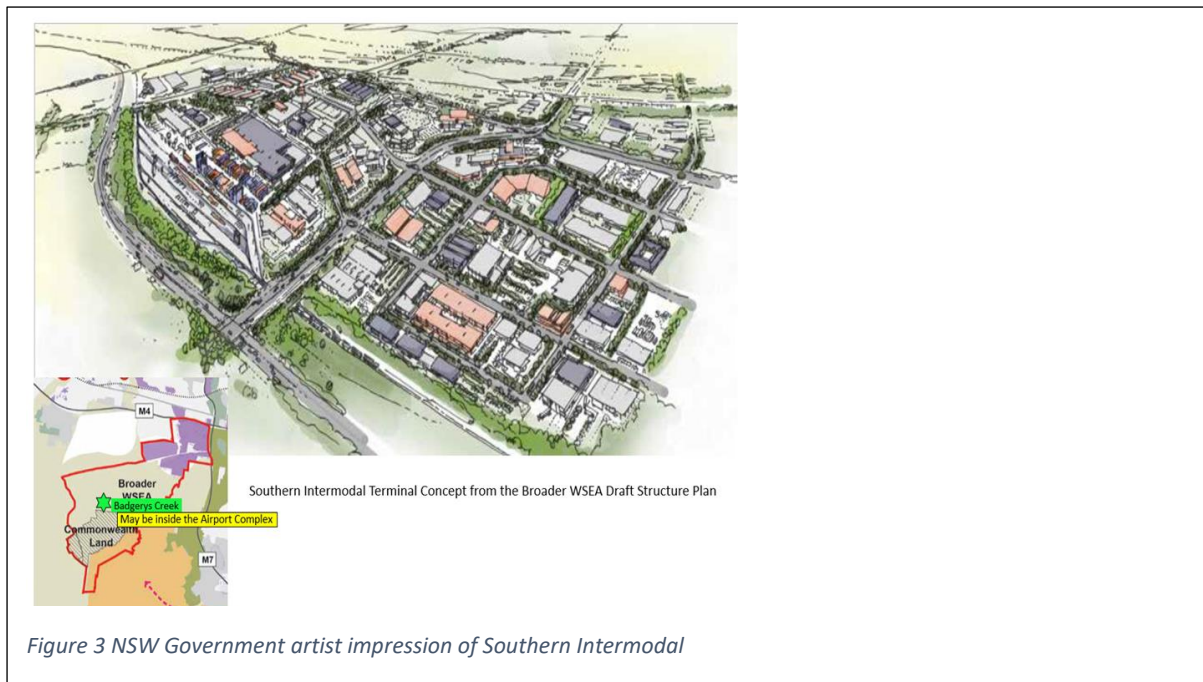 M4
Broader
WSEA
Badgerys Creek
May be inside the Airport Complex
Commonwealth
Land
M7
Southern Intermodal Terminal Concept from the Broader WSEA Draft Structure Plan
Figure 3 NSW Government artist impression of Southern Intermodal